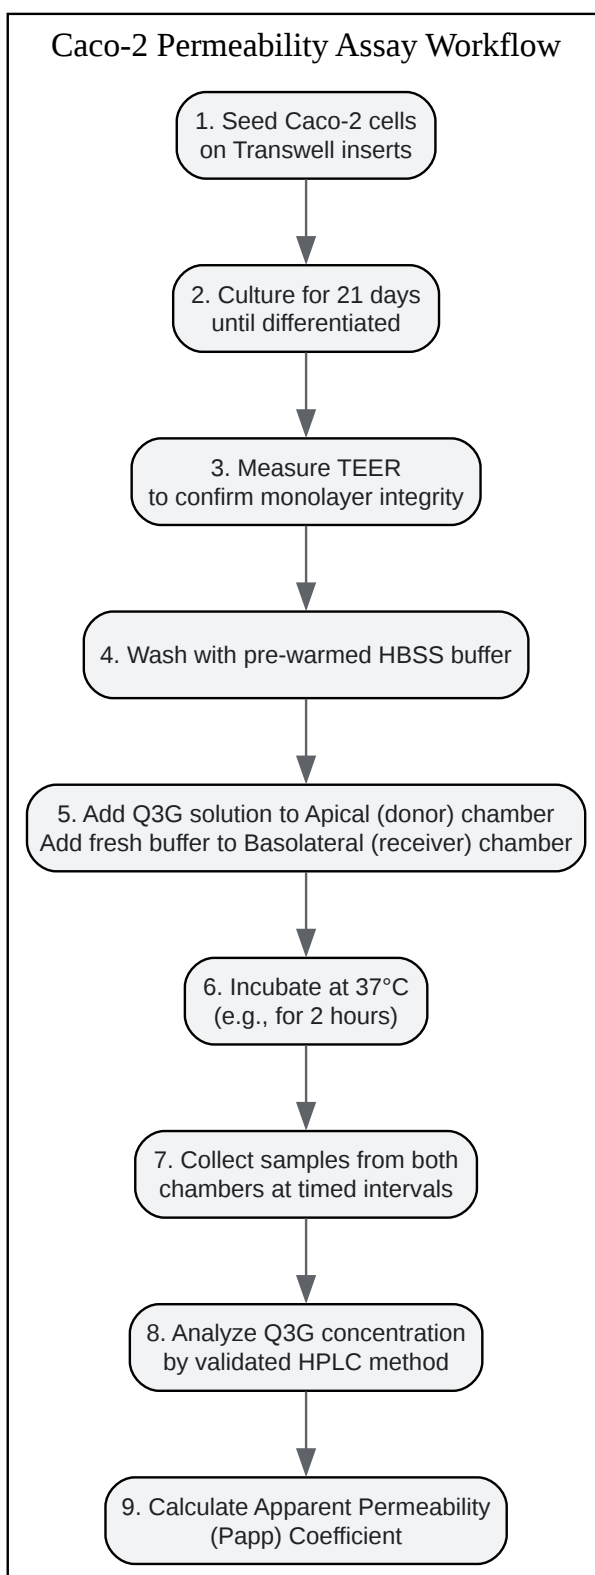 Caco-2 Permeability Assay Workflow
1. Seed Caco-2 cells
on Transwell inserts
2. Culture for 21 days
until differentiated
3. Measure TEER
to confirm monolayer integrity
4. Wash with pre-warmed HBSS buffer
5. Add Q3G solution to Apical (donor) chamber
Add fresh buffer to Basolateral (receiver) chamber
6. Incubate at 37°C
(e.g., for 2 hours)
7. Collect samples from both
chambers at timed intervals
8. Analyze Q3G concentration
by validated HPLC method
9. Calculate Apparent Permeability
(Papp) Coefficient